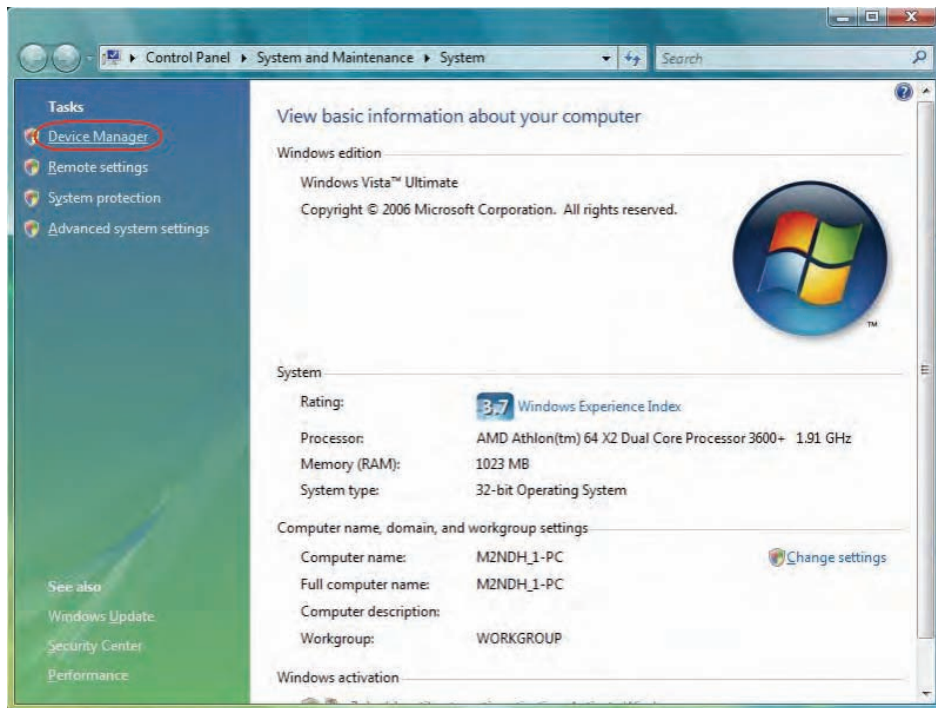 Control Panel ▸ System and Maintenance ▸ System
Search
Tasks
Device Manager
Remote settings
System protection
Advanced system settings
See also
Windows Update
Security Center
Performance
View basic information about your computer
Windows edition
Windows Vista™ Ultimate
Copyright © 2006 Microsoft Corporation. All rights reserved.
TM
System
Rating: 3.7 Windows Experience Index
Processor: AMD Athlon(tm) 64 X2 Dual Core Processor 3600+ 1.91 GHz
Memory (RAM): 1023 MB
System type: 32-bit Operating System
Computer name, domain, and workgroup settings
Computer name: M2NDH_1-PC Change settings
Full computer name: M2NDH_1-PC
Computer description:
Workgroup: WORKGROUP
Windows activation